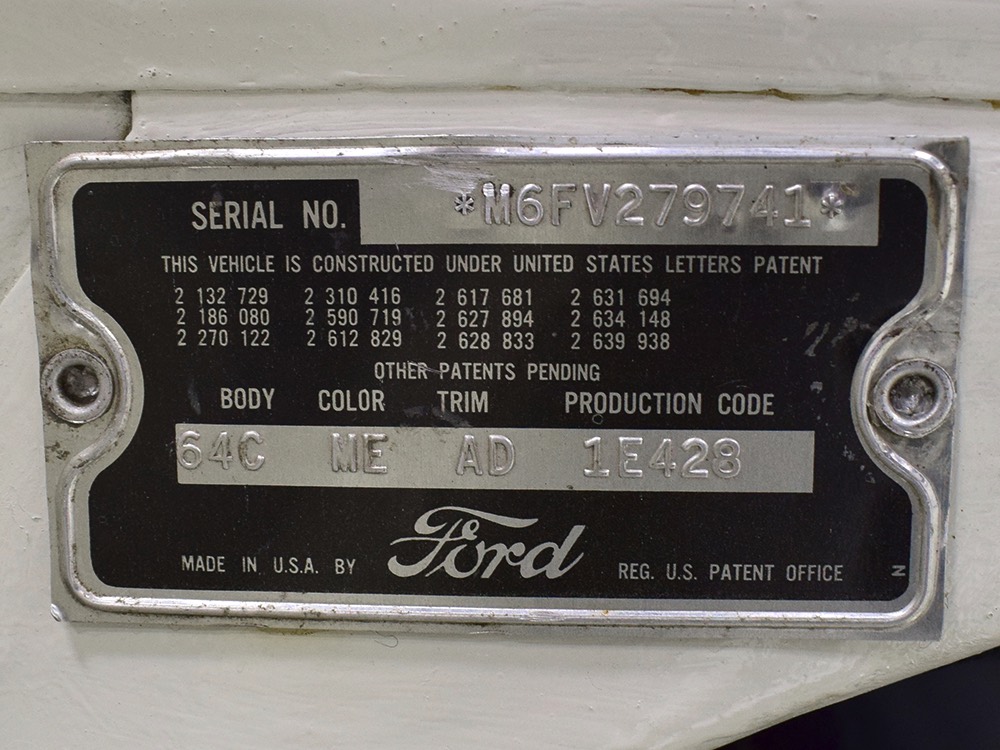 SERIAL NO. *M6FV279741*
THIS VEHICLE IS CONSTRUCTED UNDER UNITED STATES LETTERS PATENT
2 132 729 2 310 416 2 617 681 2 631 694
2 186 080 2 590 719 2 627 894 2 634 148
2 270 122 2 612 829 2 628 833 2 639 938
OTHER PATENTS PENDING
BODY COLOR TRIM PRODUCTION CODE
64C ME AD 1E428
MADE IN U.S.A. BY Ford REG. U.S. PATENT OFFICE
N